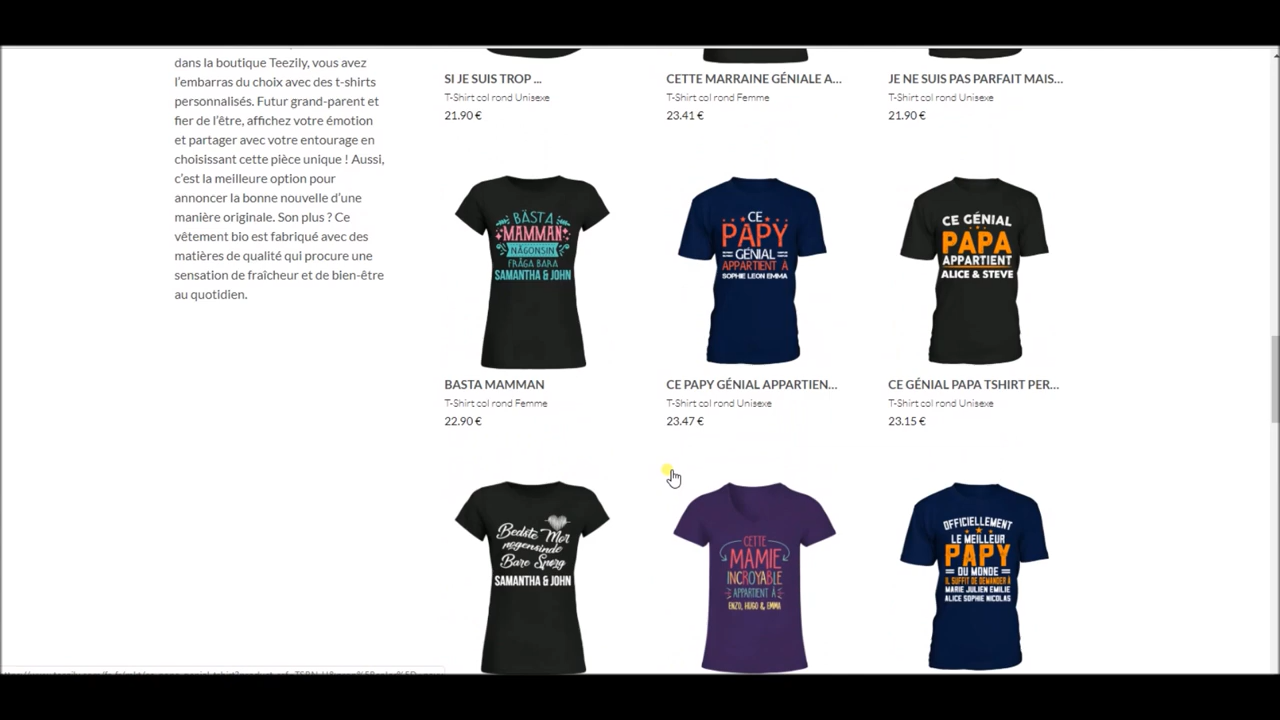 dans la boutique Teezily, vous avez
l’embarras du choix avec des t-shirts
personnalisés. Futur grand-parent et
fier de l’être, affichez votre émotion
et partager avec votre entourage en
choisissant cette pièce unique ! Aussi,
c’est la meilleure option pour
annoncer la bonne nouvelle d’une
manière originale. Son plus ? Ce
vêtement bio est fabriqué avec des
matières de qualité qui procure une
sensation de fraîcheur et de bien-être
au quotidien.
SI JE SUIS TROP ...
T-Shirt col rond Unisexe
21.90 €
CETTE MARRAINE GÉNIALE A...
T-Shirt col rond Femme
23.41 €
JE NE SUIS PAS PARFAIT MAIS...
T-Shirt col rond Unisexe
21.90 €
BÄSTA
MAMMAN
NÅGONSIN
FRÅGA BARA
SAMANTHA & JOHN
BASTA MAMMAN
T-Shirt col rond Femme
22.90 €
CE
PAPY
GÉNIAL
APPARTIENT À
SOPHIE LEON EMMA
CE PAPY GÉNIAL APPARTIEN...
T-Shirt col rond Unisexe
23.47 €
CE GÉNIAL
PAPA
APPARTIENT
ALICE & STEVE
CE GÉNIAL PAPA TSHIRT PER...
T-Shirt col rond Unisexe
23.15 €
Bedste Mor
nogensinde
Bare Spørg
SAMANTHA & JOHN
CETTE
MAMIE
INCROYABLE
APPARTIENT À
ENZO, HUGO & EMMA
OFFICIELLEMENT
LE MEILLEUR
PAPY
DU MONDE
IL SUFFIT DE DEMANDER À
MARIE JULIEN EMILIE
ALICE SOPHIE NICOLAS